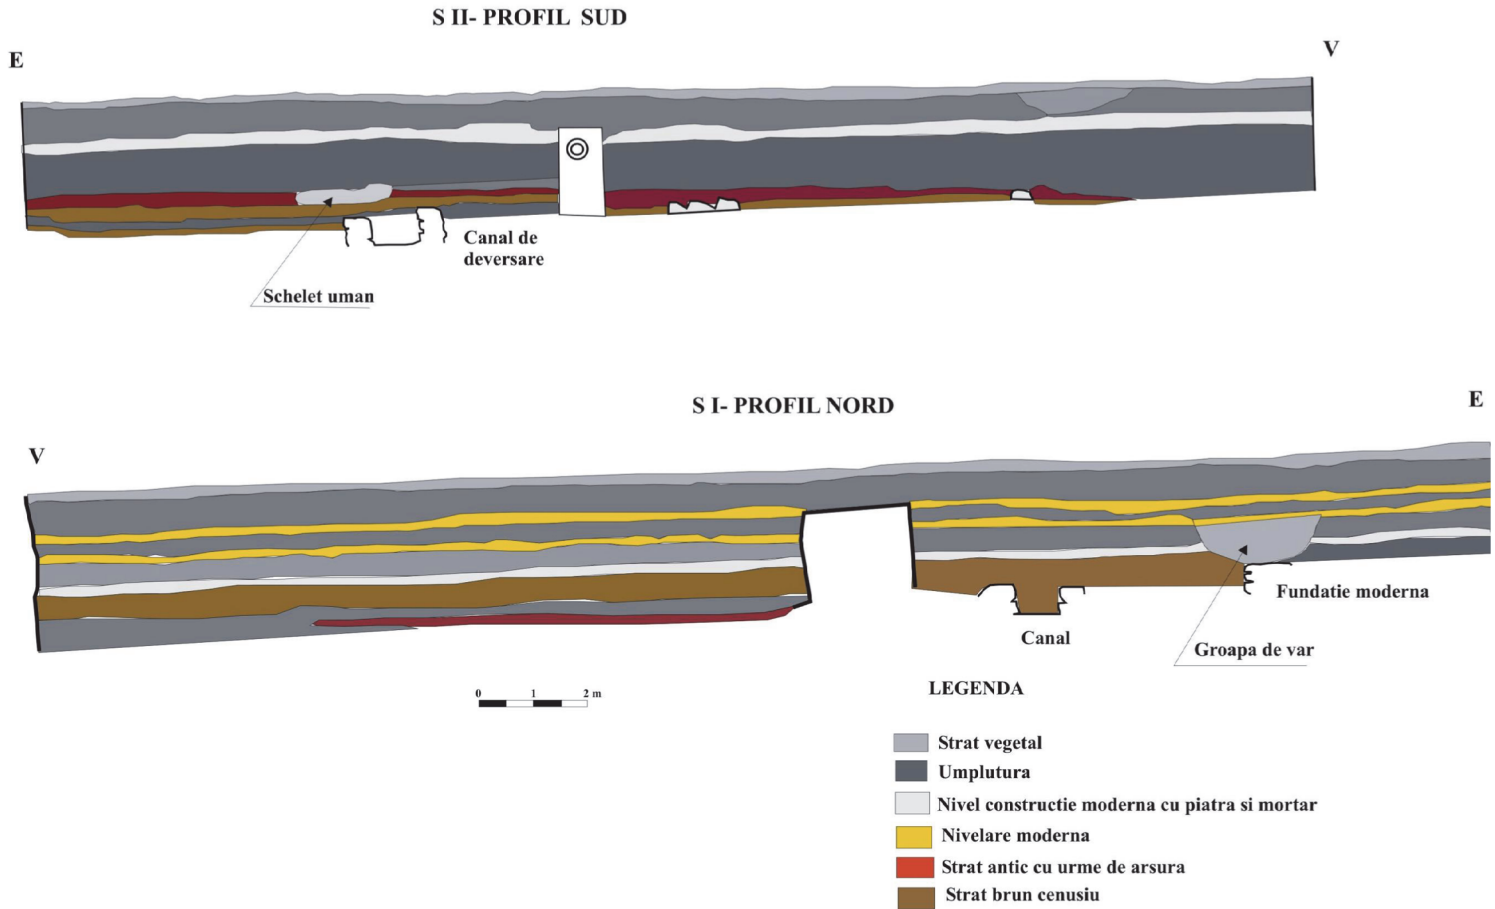 S II- PROFIL SUD
E
V
Canal de
deversare
Schelet uman
S I- PROFIL NORD
E
V
Fundatie moderna
Canal
Groapa de var
0 1 2 m
LEGENDA
Strat vegetal
Umplutura
Nivel constructie moderna cu piatra si mortar
Nivelare moderna
Strat antic cu urme de arsura
Strat brun cenusiu